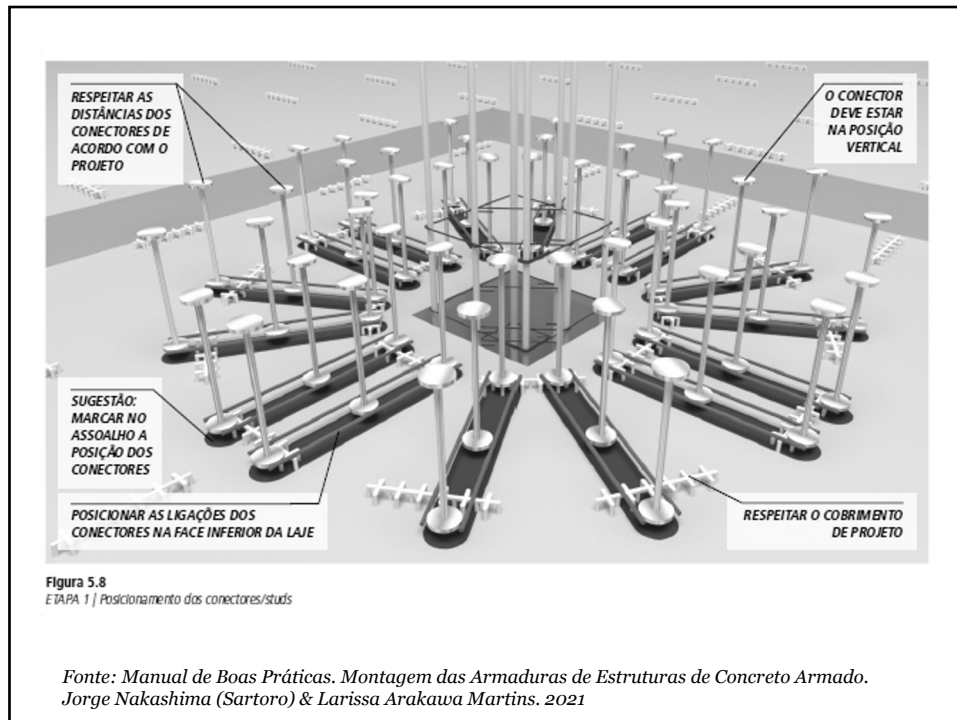 RESPEITAR AS
DISTÂNCIAS DOS
CONECTORES DE
ACORDO COM O
PROJETO
O CONECTOR
DEVE ESTAR
NA POSIÇÃO
VERTICAL
SUGESTÃO:
MARCAR NO
ASSOALHO A
POSIÇÃO DOS
CONECTORES
POSICIONAR AS LIGAÇÕES DOS
CONECTORES NA FACE INFERIOR DA LAJE
RESPEITAR O COBRIMENTO
DE PROJETO
Figura 5.8
ETAPA 1 | Posicionamento dos conectores/studs
Fonte: Manual de Boas Práticas. Montagem das Armaduras de Estruturas de Concreto Armado.
Jorge Nakashima (Sartoro) & Larissa Arakawa Martins. 2021